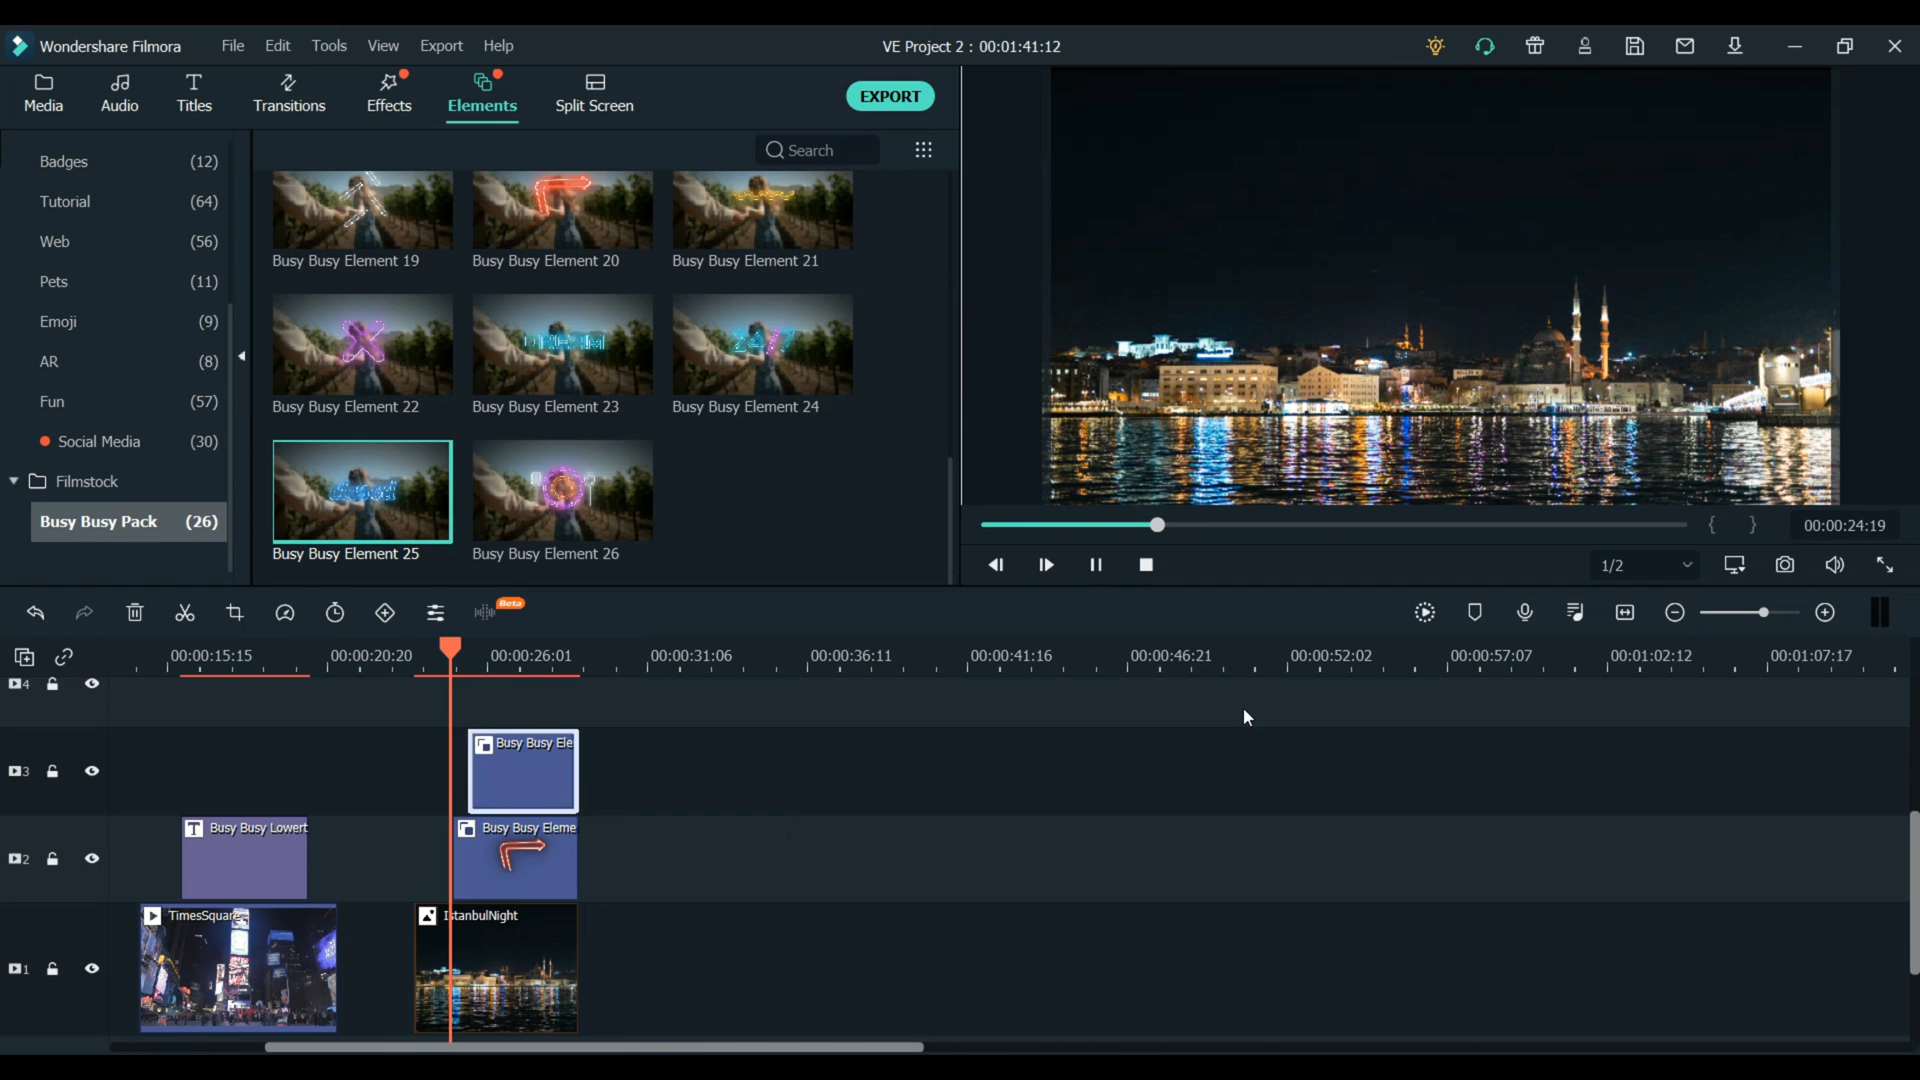 Wondershare Filmora File Edit Tools View Export Help VE Project 2 : 00:01:41:12
Media Audio Titles Transitions Effects Elements Split Screen EXPORT
Search
Badges (12)
Tutorial (64)
Web (56)
Pets (11)
Emoji (9)
AR (8)
Fun (57)
Social Media (30)
Filmstock
Busy Busy Pack (26)
Busy Busy Element 19 Busy Busy Element 20 Busy Busy Element 21
24/7
Busy Busy Element 22 Busy Busy Element 23 Busy Busy Element 24
Busy Busy Element 25 Busy Busy Element 26
{ } 00:00:24:19
1/2
Beta
00:00:15:15 00:00:20:20 00:00:26:01 00:00:31:06 00:00:36:11 00:00:41:16 00:00:46:21 00:00:52:02 00:00:57:07 00:01:02:12 00:01:07:17
4
Busy Busy Ele
3
T Busy Busy Lowert Busy Busy Eleme
2
TimesSquare IstanbulNight
1